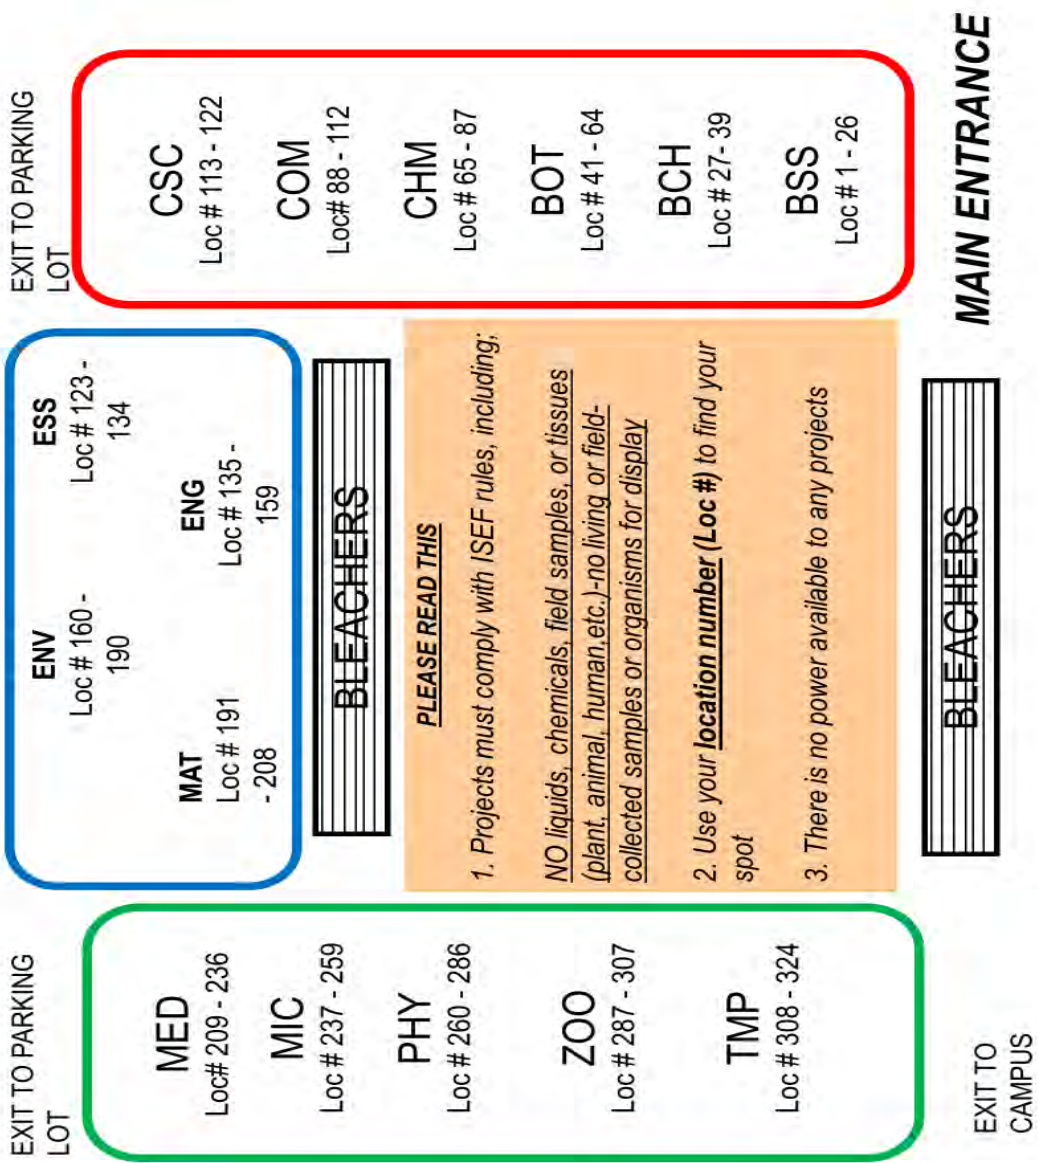 EXIT TO PARKING
LOT
MED
Loc# 209 - 236
MIC
Loc # 237 - 259
PHY
Loc # 260 - 286
ZOO
Loc # 287 - 307
TMP
Loc # 308 - 324
EXIT TO
CAMPUS
ENV
Loc # 160 -
190
ESS
Loc # 123 -
134
MAT
Loc # 191
- 208
ENG
Loc # 135 -
159
BLEACHERS
PLEASE READ THIS
1. Projects must comply with ISEF rules, including;
NO liquids, chemicals, field samples, or tissues
(plant, animal, human,etc.)-no living or field-
collected samples or organisms for display
2. Use your location number (Loc #) to find your
spot
3. There is no power available to any projects
BLEACHERS
EXIT TO PARKING
LOT
CSC
Loc # 113 - 122
COM
Loc# 88 - 112
CHM
Loc # 65 - 87
BOT
Loc # 41 - 64
BCH
Loc # 27- 39
BSS
Loc # 1 - 26
MAIN ENTRANCE